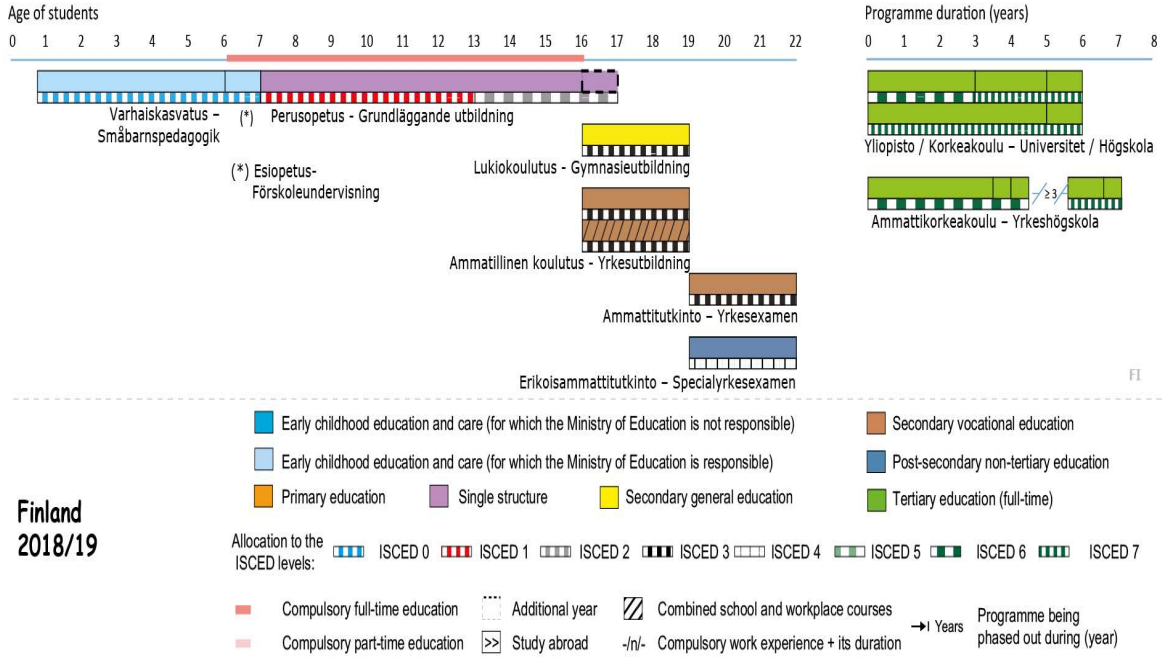 Age of students
Programme duration (years)
0 1 2 3 4 5 6 7 8 9 10 11 12 13 14 15 16 17 18 19 20 21 22
0 1 2 3 4 5 6 7 8
Varhaiskasvatus –
Småbarnspedagogik
(*)
Perusopetus - Grundläggande utbildning
(*) Esiopetus-
Förskoleundervisning
Lukiokoulutus - Gymnasieutbildning
Ammatillinen koulutus - Yrkesutbildning
Ammattitutkinto – Yrkesexamen
Erikoisammattitutkinto – Specialyrkesexamen
Yliopisto / Korkeakoulu – Universitet / Högskola
≥ 3
Ammattikorkeakoulu – Yrkeshögskola
FI
Finland
2018/19
Early childhood education and care (for which the Ministry of Education is not responsible)
Secondary vocational education
Early childhood education and care (for which the Ministry of Education is responsible)
Post-secondary non-tertiary education
Primary education
Single structure
Secondary general education
Tertiary education (full-time)
Allocation to the
ISCED levels:
ISCED 0
ISCED 1
ISCED 2
ISCED 3
ISCED 4
ISCED 5
ISCED 6
ISCED 7
Compulsory full-time education
Additional year
Combined school and workplace courses
Years
Programme being
phased out during (year)
Compulsory part-time education
>> Study abroad
-/n/- Compulsory work experience + its duration